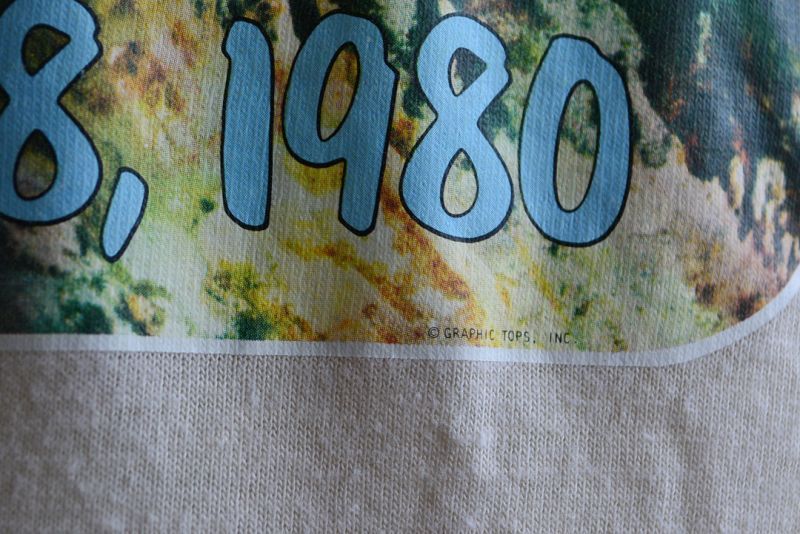 8, 1980
© GRAPHIC TOPS, INC.